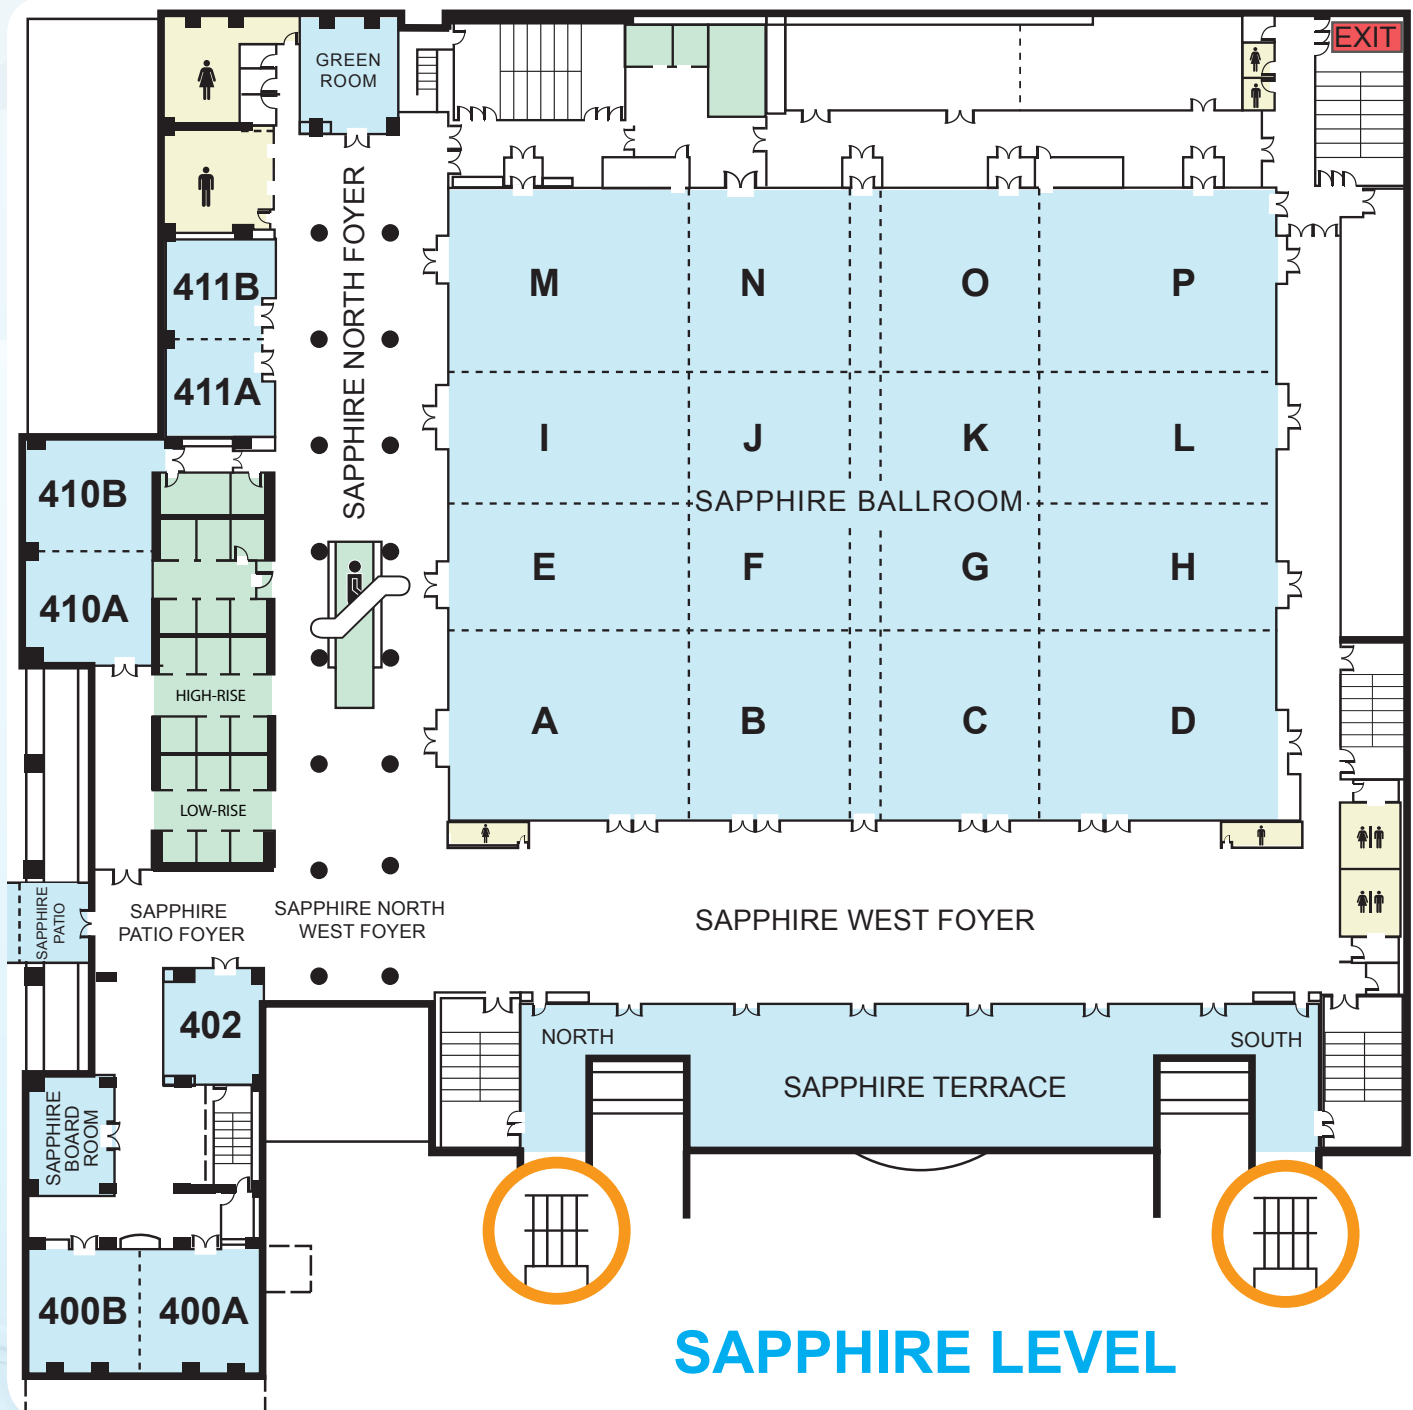 EXIT
GREEN
ROOM
SAPPHIRE NORTH FOYER
411B
411A
M
N
O
P
I
J
K
L
410B
410A
SAPPHIRE BALLROOM
E
F
G
H
HIGH-RISE
LOW-RISE
A
B
C
D
SAPPHIRE
PATIO
SAPPHIRE
PATIO FOYER
SAPPHIRE NORTH
WEST FOYER
SAPPHIRE WEST FOYER
402
NORTH
SOUTH
SAPPHIRE TERRACE
SAPPHIRE
BOARD
ROOM
400B
400A
SAPPHIRE LEVEL